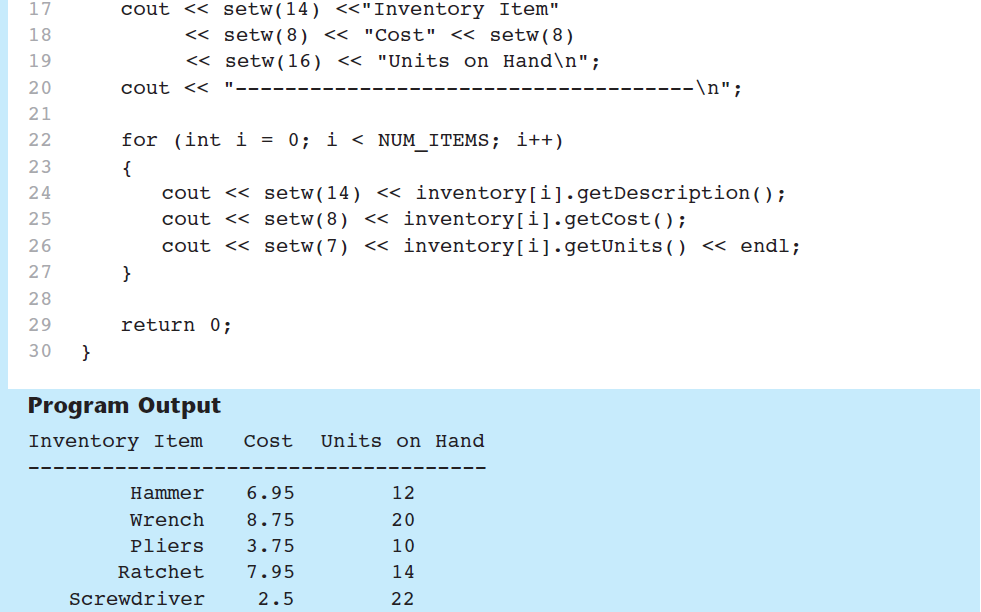 17 cout << setw(14) <<"Inventory Item"
18 << setw(8) << "Cost" << setw(8)
19 << setw(16) << "Units on Hand\n";
20 cout << "-------------------------------------\n";
21
22 for (int i = 0; i < NUM_ITEMS; i++)
23 {
24 cout << setw(14) << inventory[i].getDescription();
25 cout << setw(8) << inventory[i].getCost();
26 cout << setw(7) << inventory[i].getUnits() << endl;
27 }
28
29 return 0;
30 }
Program Output
Inventory Item Cost Units on Hand
-------------------------------------
Hammer 6.95 12
Wrench 8.75 20
Pliers 3.75 10
Ratchet 7.95 14
Screwdriver 2.5 22